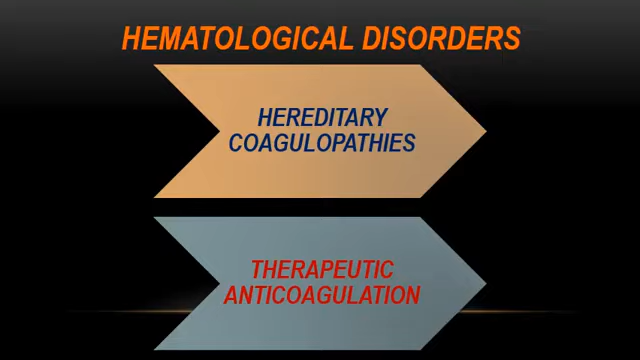 HEMATOLOGICAL DISORDERS
HEREDITARY
COAGULOPATHIES
THERAPEUTIC
ANTICOAGULATION